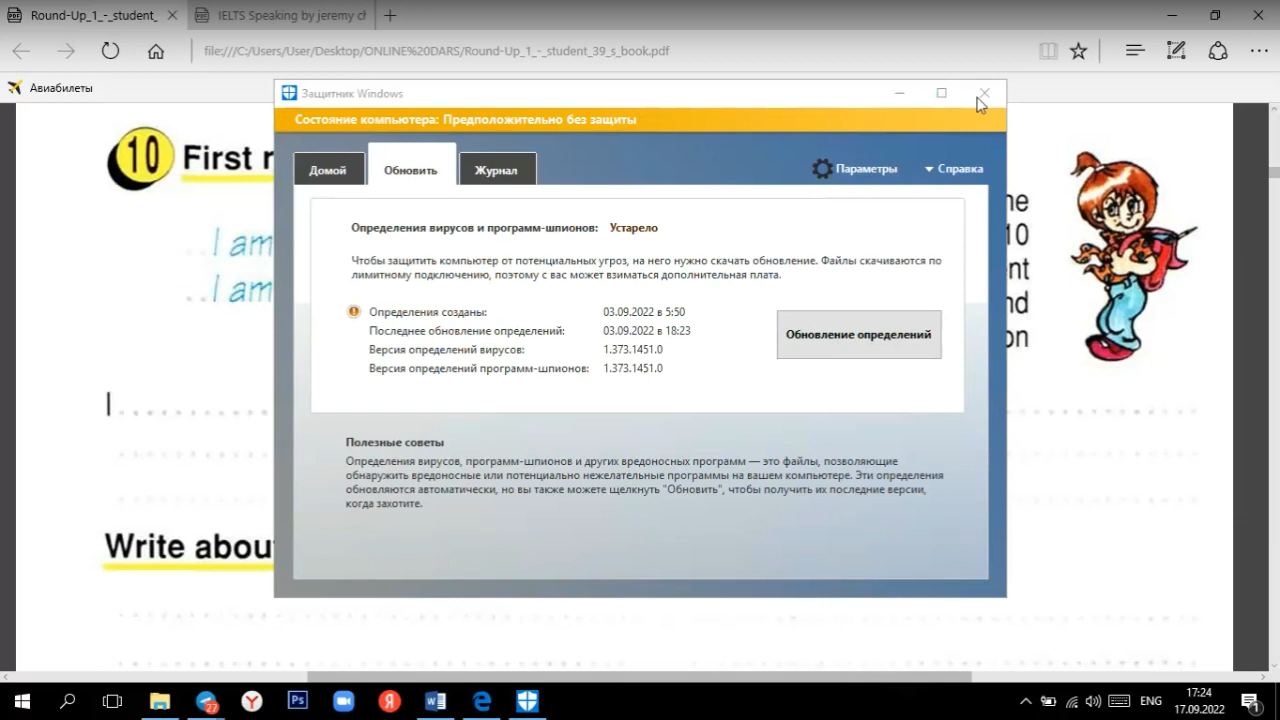 Round-Up_1_-_student_
IELTS Speaking by jeremy ch
file:///C:/Users/User/Desktop/ONLINE%20DARS/Round-Up_1_-_student_39_s_book.pdf
Авиабилеты
Защитник Windows
Состояние компьютера: Предположительно без защиты
Домой
Обновить
Журнал
Параметры
Справка
Определения вирусов и программ-шпионов: Устарело
Чтобы защитить компьютер от потенциальных угроз, на него нужно скачать обновление. Файлы скачиваются по
лимитному подключению, поэтому с вас может взиматься дополнительная плата.
Определения созданы: 03.09.2022 в 5:50
Последнее обновление определений: 03.09.2022 в 18:23
Версия определений вирусов: 1.373.1451.0
Версия определений программ-шпионов: 1.373.1451.0
Обновление определений
Полезные советы
Определения вирусов, программ-шпионов и других вредоносных программ — это файлы, позволяющие
обнаружить вредоносные или потенциально нежелательные программы на вашем компьютере. Эти определения
обновляются автоматически, но вы также можете щелкнуть "Обновить", чтобы получить их последние версии,
когда захотите.
10 First
I am
I am
10
Write about
27
ENG
17:24
17.09.2022
1